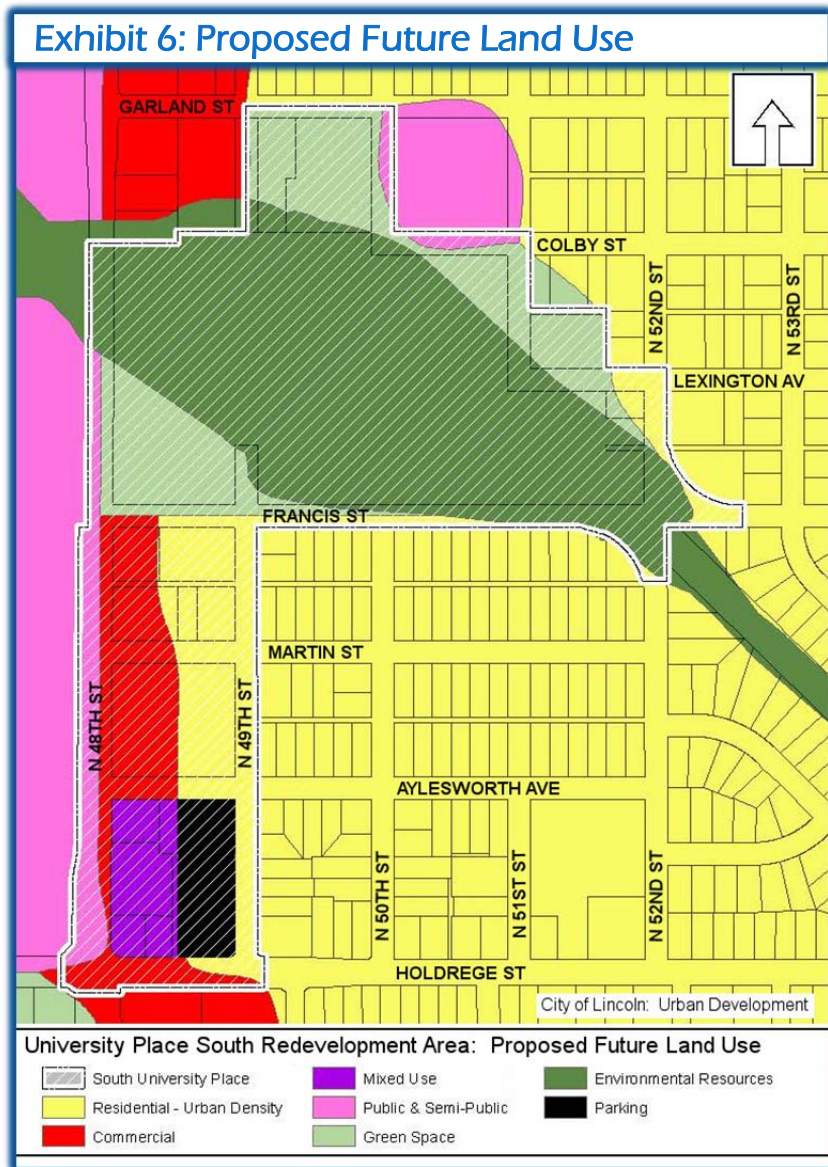 Exhibit 6: Proposed Future Land Use
GARLAND ST
COLBY ST
N 52ND ST
N 53RD ST
LEXINGTON AV
FRANCIS ST
MARTIN ST
N 48TH ST
N 49TH ST
AYLESWORTH AVE
N 50TH ST
N 51ST ST
N 52ND ST
HOLDREGE ST
City of Lincoln: Urban Development
University Place South Redevelopment Area: Proposed Future Land Use
South University Place
Mixed Use
Environmental Resources
Residential - Urban Density
Public & Semi-Public
Parking
Commercial
Green Space